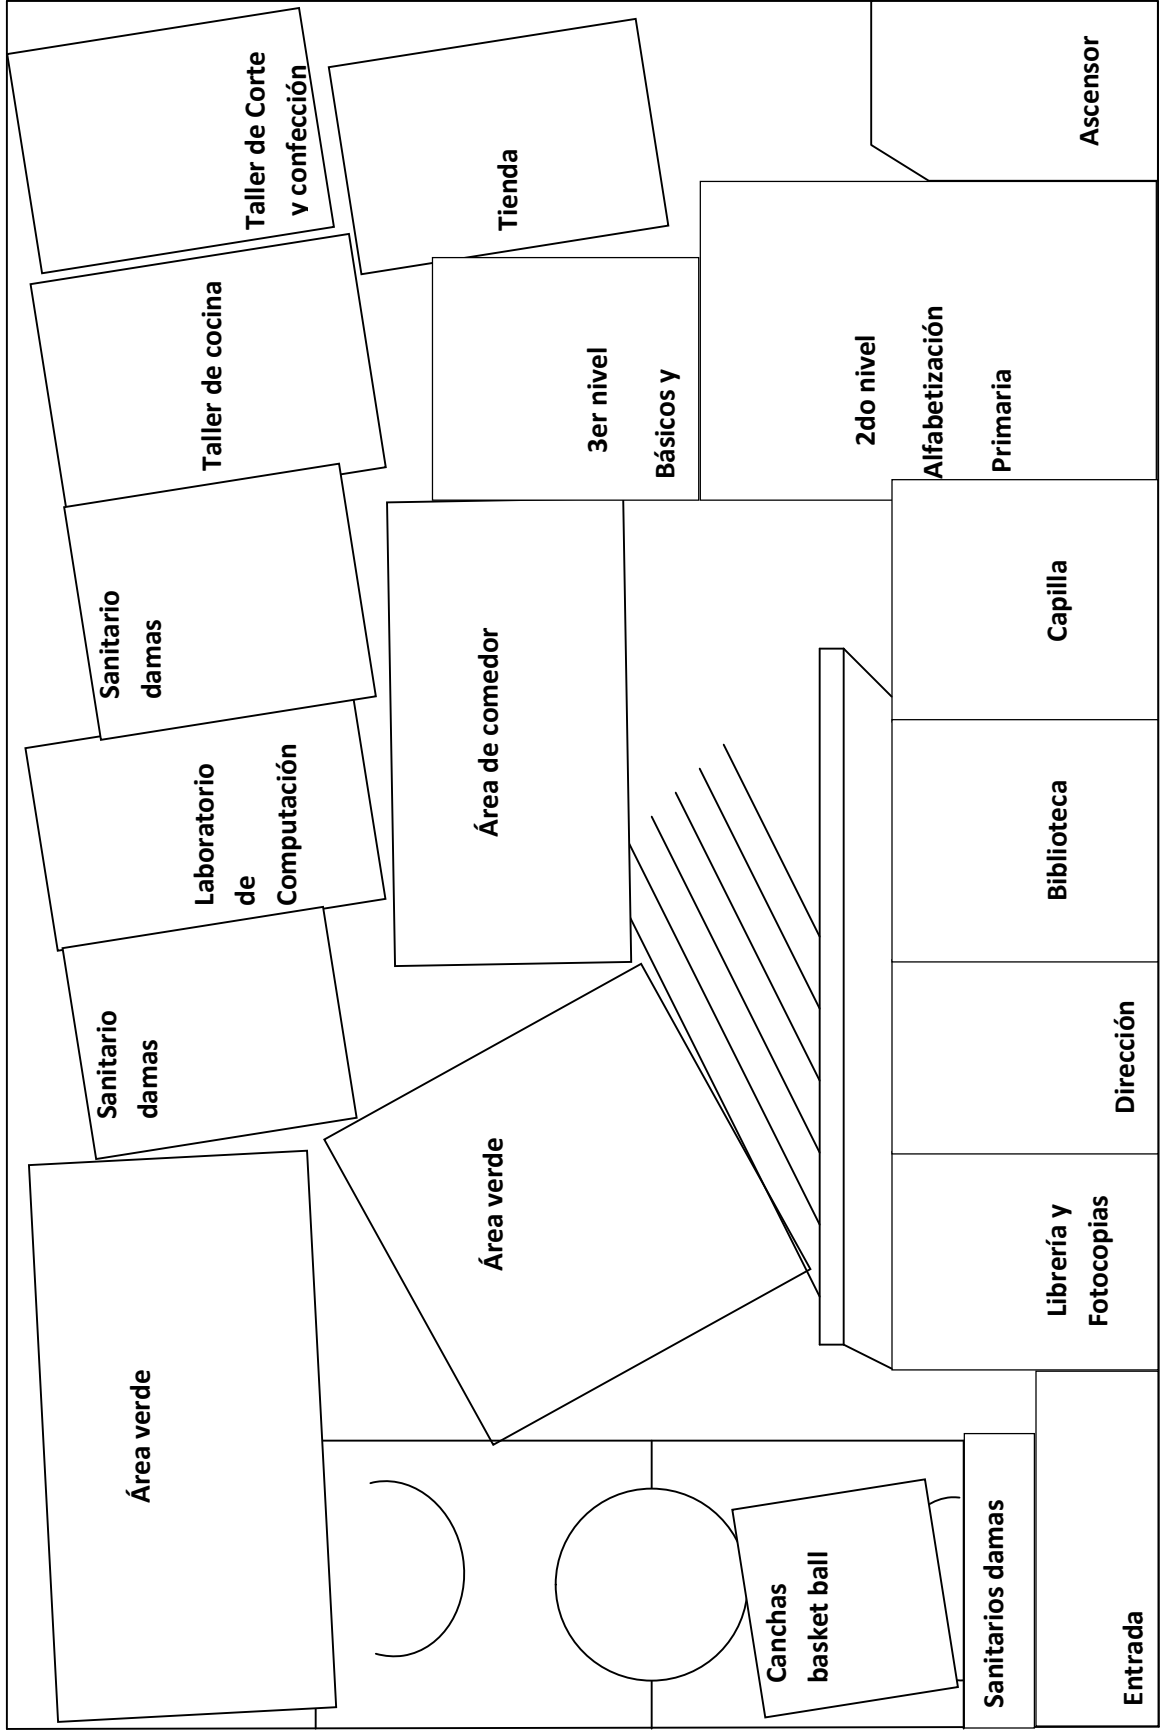 Área verde
Sanitario
damas
Laboratorio
de
Computación
Sanitario
damas
Taller de cocina
Taller de Corte
y confección
Área verde
Área de comedor
Tienda
3er nivel
Básicos y
2do nivel
Alfabetización
Primaria
Canchas
basket ball
Sanitarios damas
Entrada
Librería y
Fotocopias
Dirección
Biblioteca
Capilla
Ascensor